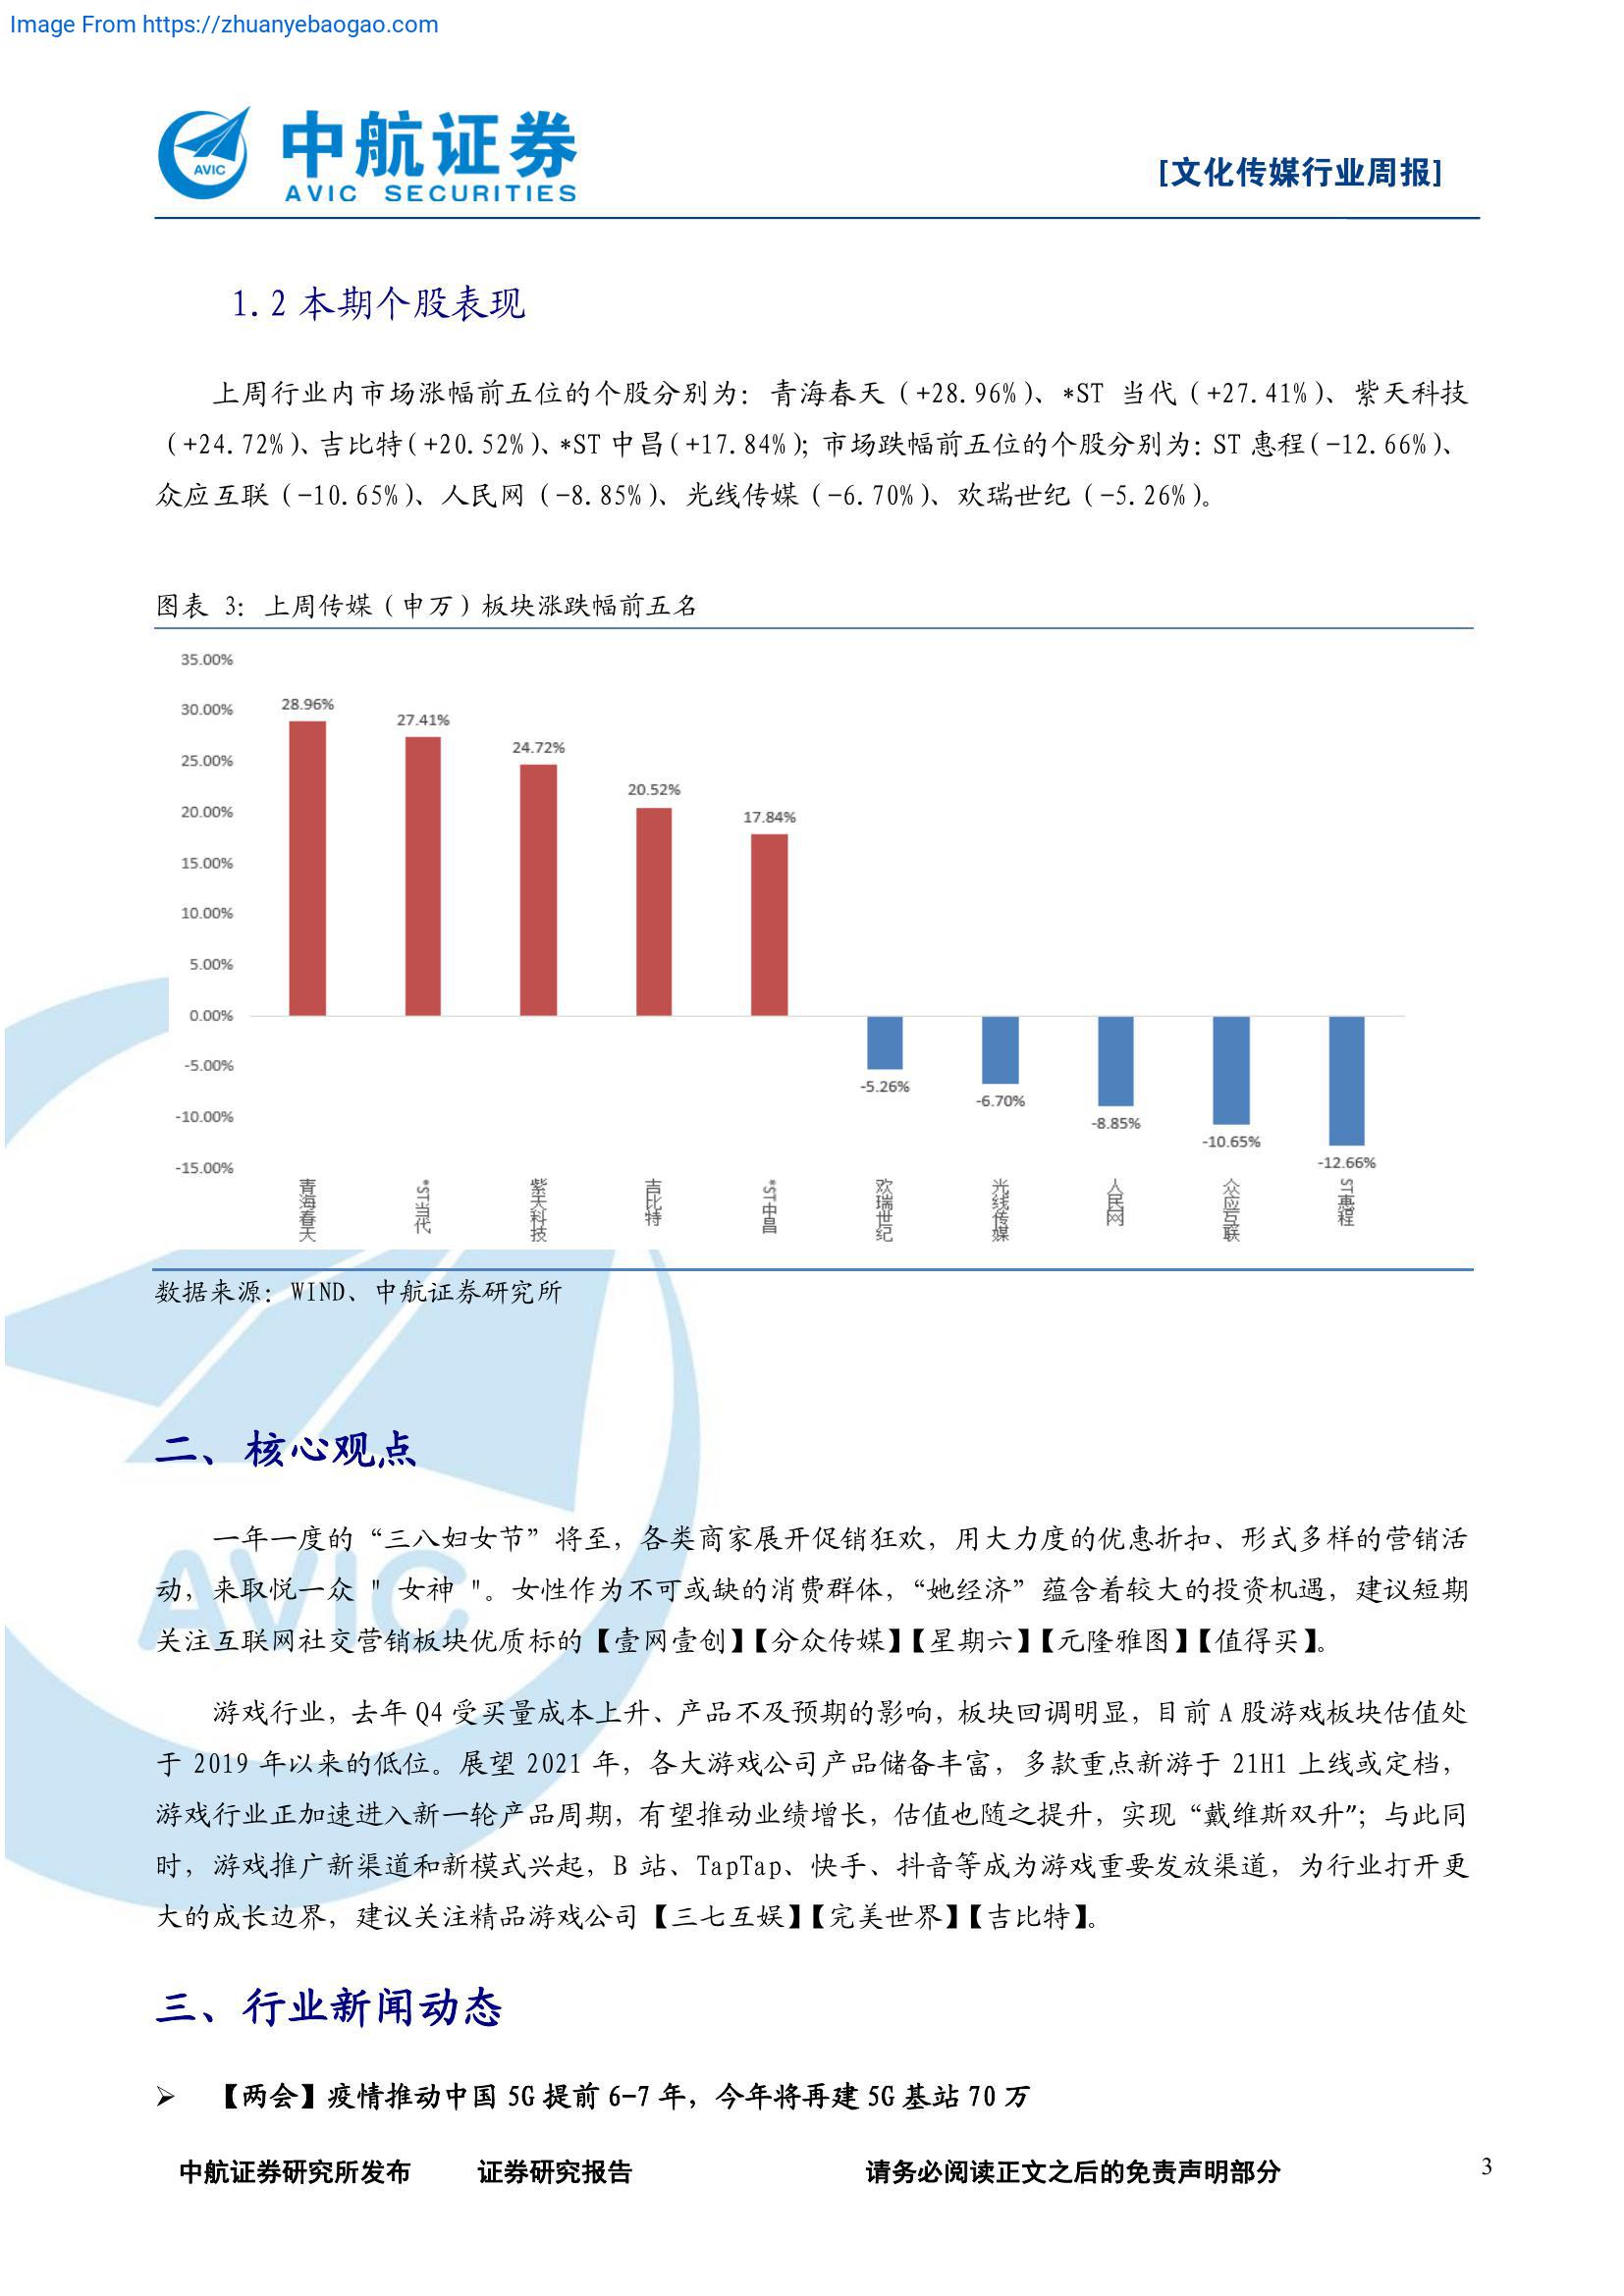 Image From https://zhuanyebaogao.com
AVIC
中航证券
AVIC SECURITIES
[文化传媒行业周报]
1.2 本期个股表现
上周行业内市场涨幅前五位的个股分别为：青海春天（+28.96%）、*ST 当代（+27.41%）、紫天科技
（+24.72%）、吉比特（+20.52%）、*ST 中昌（+17.84%）；市场跌幅前五位的个股分别为：ST 惠程（-12.66%）、
众应互联（-10.65%）、人民网（-8.85%）、光线传媒（-6.70%）、欢瑞世纪（-5.26%）。
图表 3：上周传媒（申万）板块涨跌幅前五名
35.00%
30.00%
25.00%
20.00%
15.00%
10.00%
5.00%
0.00%
-5.00%
-10.00%
-15.00%
28.96%
27.41%
24.72%
20.52%
17.84%
-5.26%
-6.70%
-8.85%
-10.65%
-12.66%
青海春天
*ST当代
紫天科技
吉比特
*ST中昌
欢瑞世纪
光线传媒
人民网
众应互联
ST惠程
数据来源：WIND、中航证券研究所
二、核心观点
一年一度的“三八妇女节”将至，各类商家展开促销狂欢，用大力度的优惠折扣、形式多样的营销活
动，来取悦一众 " 女神 "。女性作为不可或缺的消费群体，“她经济”蕴含着较大的投资机遇，建议短期
关注互联网社交营销板块优质标的【壹网壹创】【分众传媒】【星期六】【元隆雅图】【值得买】。
游戏行业，去年 Q4 受买量成本上升、产品不及预期的影响，板块回调明显，目前 A 股游戏板块估值处
于 2019 年以来的低位。展望 2021 年，各大游戏公司产品储备丰富，多款重点新游于 21H1 上线或定档，
游戏行业正加速进入新一轮产品周期，有望推动业绩增长，估值也随之提升，实现“戴维斯双升”；与此同
时，游戏推广新渠道和新模式兴起，B 站、TapTap、快手、抖音等成为游戏重要发放渠道，为行业打开更
大的成长边界，建议关注精品游戏公司【三七互娱】【完美世界】【吉比特】。
AVIC
三、行业新闻动态
➢ 【两会】疫情推动中国 5G 提前 6-7 年，今年将再建 5G 基站 70 万
中航证券研究所发布 证券研究报告 请务必阅读正文之后的免责声明部分 3